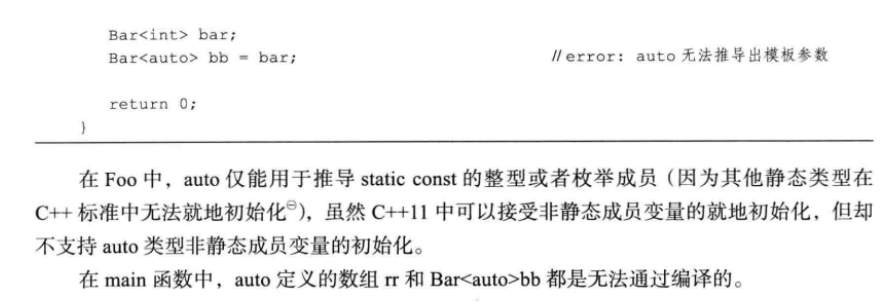 Bar<int> bar;
Bar<auto> bb = bar; //error: auto 无法推导出模板参数
return 0;
}
在 Foo 中，auto 仅能用于推导 static const 的整型或者枚举成员（因为其他静态类型在
C++ 标准中无法就地初始化㊀），虽然 C++11 中可以接受非静态成员变量的就地初始化，但却
不支持 auto 类型非静态成员变量的初始化。
在 main 函数中，auto 定义的数组 rr 和 Bar<auto>bb 都是无法通过编译的。